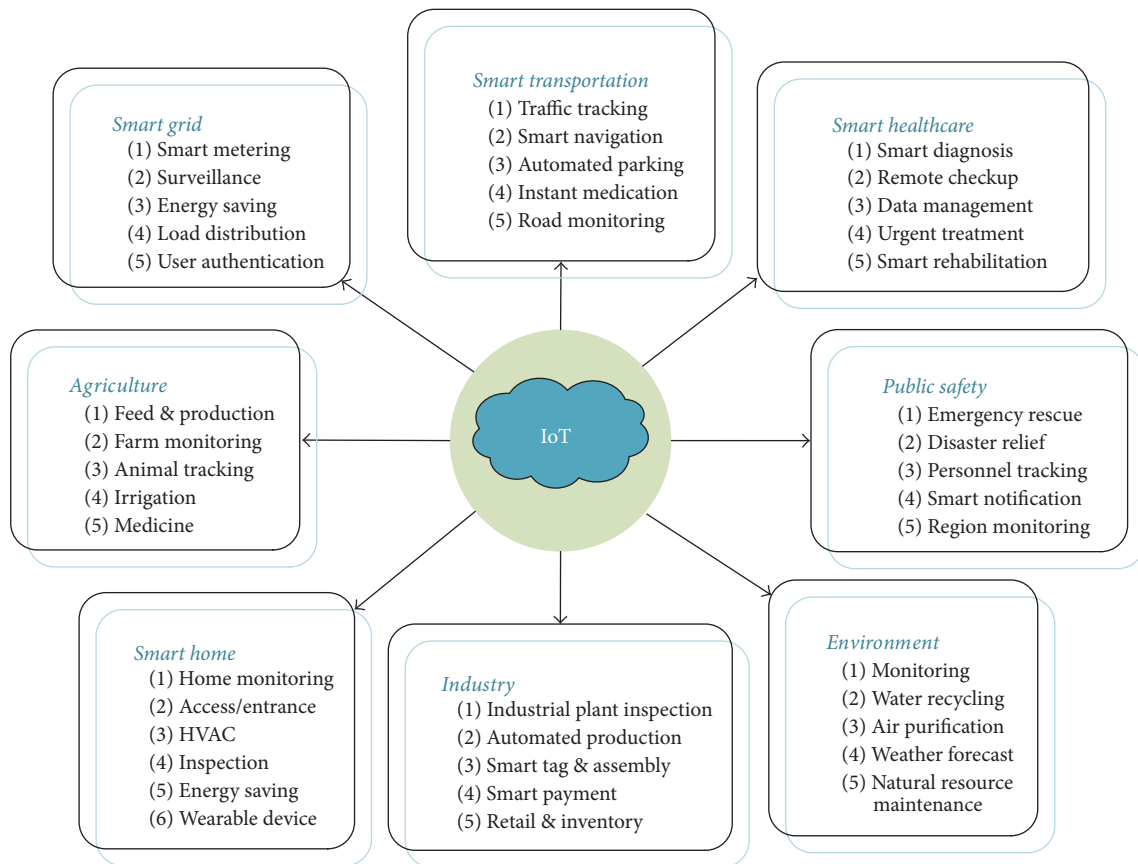 Smart transportation
(1) Traffic tracking
(2) Smart navigation
(3) Automated parking
(4) Instant medication
(5) Road monitoring
Smart grid
(1) Smart metering
(2) Surveillance
(3) Energy saving
(4) Load distribution
(5) User authentication
Smart healthcare
(1) Smart diagnosis
(2) Remote checkup
(3) Data management
(4) Urgent treatment
(5) Smart rehabilitation
Agriculture
(1) Feed & production
(2) Farm monitoring
(3) Animal tracking
(4) Irrigation
(5) Medicine
IoT
Public safety
(1) Emergency rescue
(2) Disaster relief
(3) Personnel tracking
(4) Smart notification
(5) Region monitoring
Smart home
(1) Home monitoring
(2) Access/entrance
(3) HVAC
(4) Inspection
(5) Energy saving
(6) Wearable device
Industry
(1) Industrial plant inspection
(2) Automated production
(3) Smart tag & assembly
(4) Smart payment
(5) Retail & inventory
Environment
(1) Monitoring
(2) Water recycling
(3) Air purification
(4) Weather forecast
(5) Natural resource
maintenance